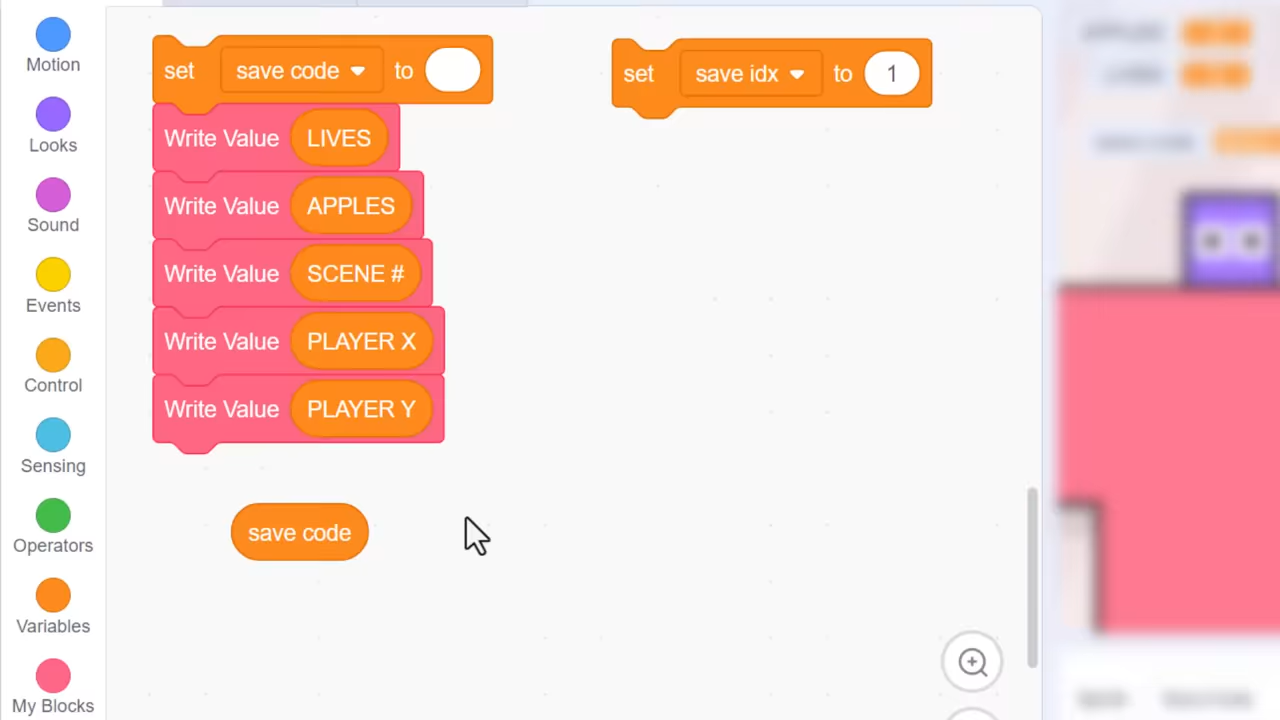 Motion
Looks
Sound
Events
Control
Sensing
Operators
Variables
My Blocks
set save code to
Write Value LIVES
Write Value APPLES
Write Value SCENE #
Write Value PLAYER X
Write Value PLAYER Y
save code
set save idx to 1